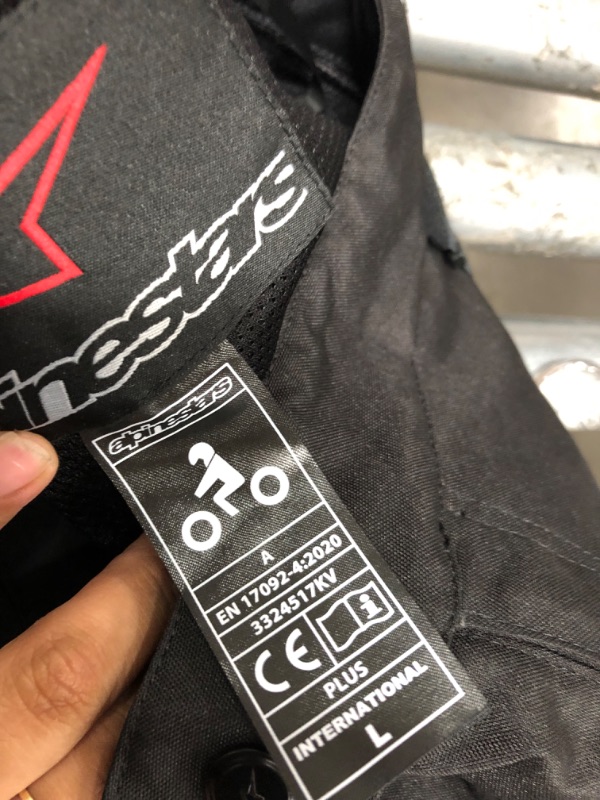 alpinestars
alpinestars
A
EN 17092-4:2020
3324517KV
CE
i
PLUS
INTERNATIONAL
L